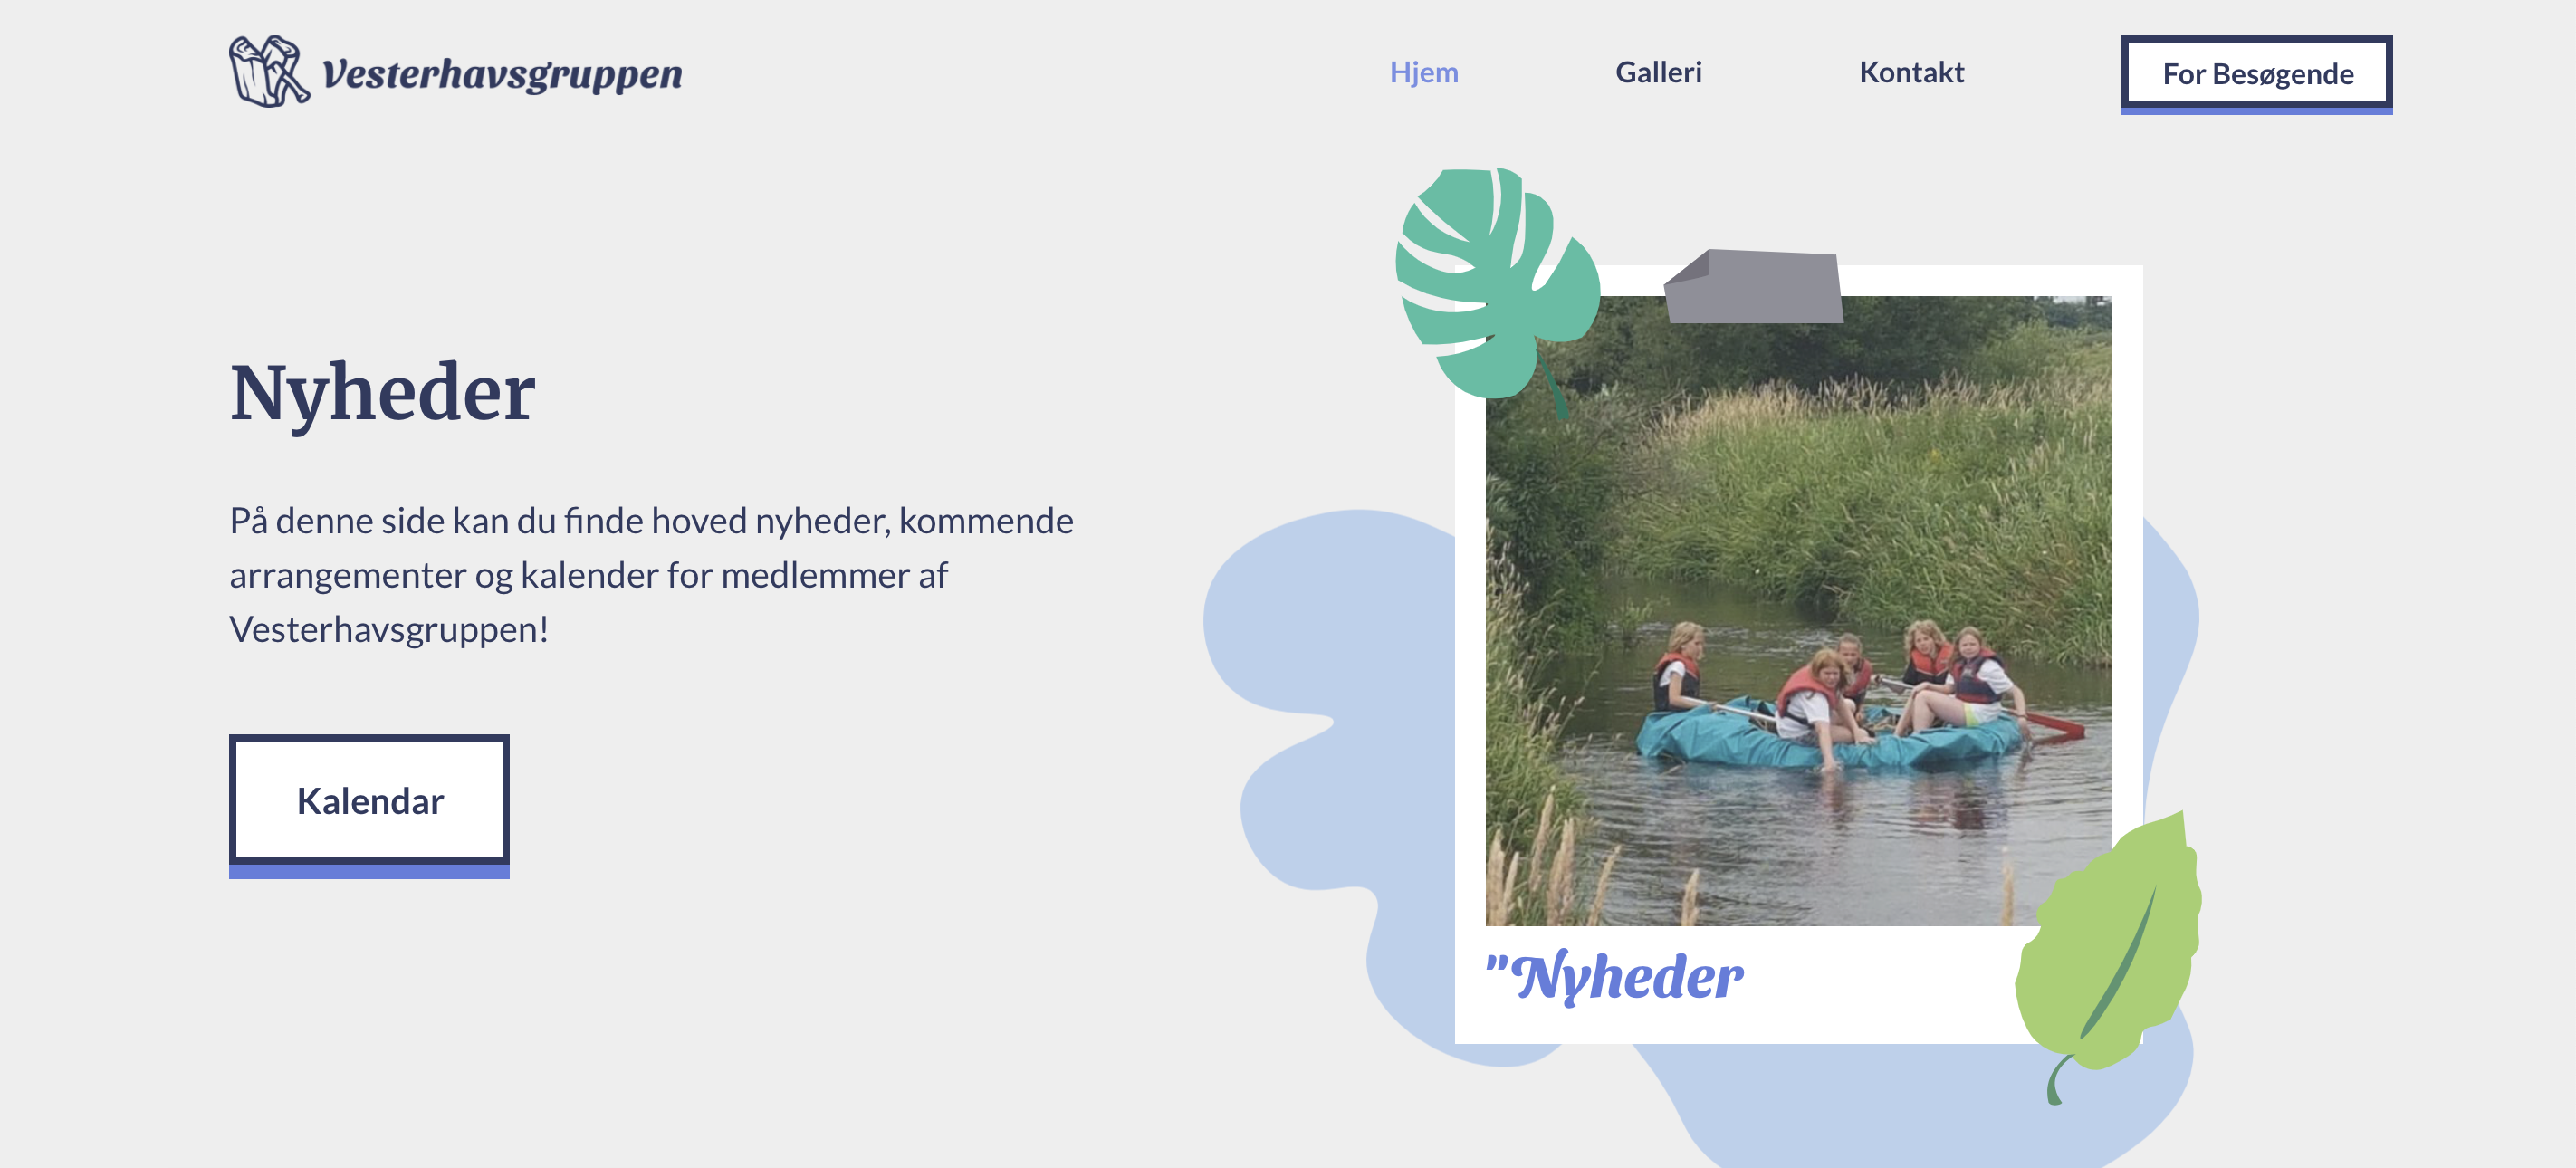 Vesterhavsgruppen
Hjem
Galleri
Kontakt
For Besøgende
Nyheder
På denne side kan du finde hoved nyheder, kommende
arrangementer og kalender for medlemmer af
Vesterhavsgruppen!
Kalendar
"Nyheder